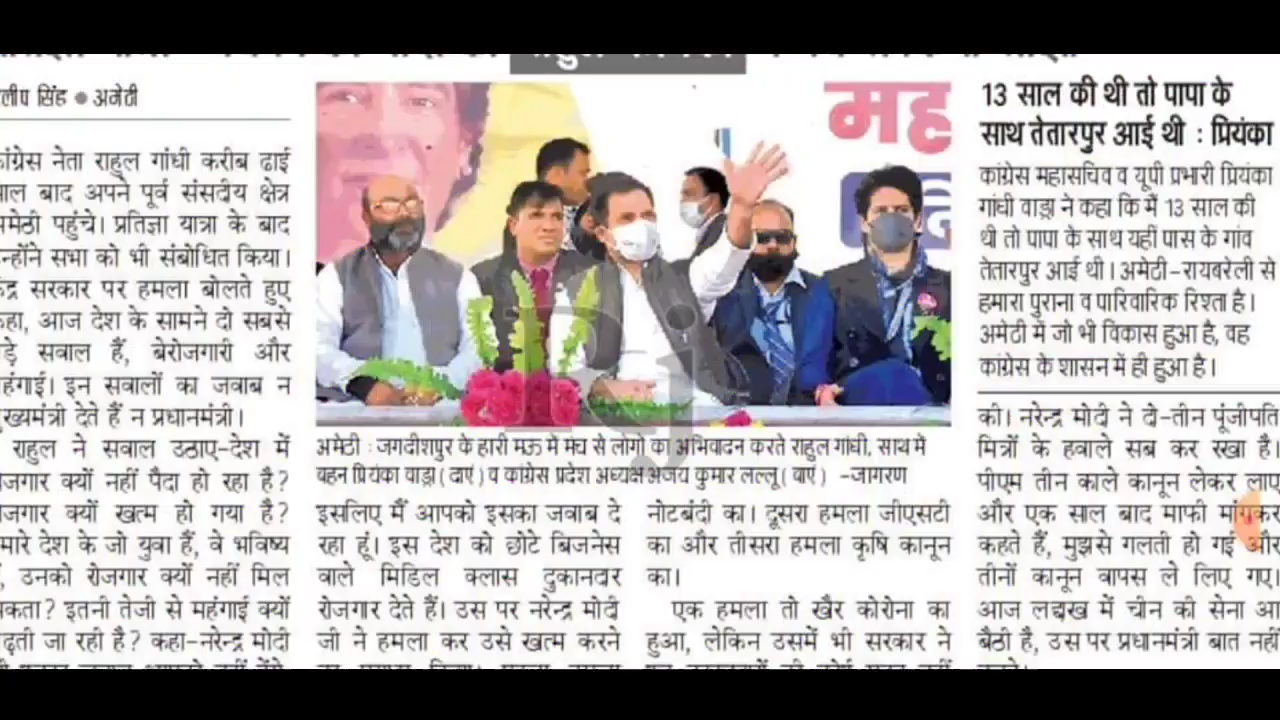 लीप सिंह ● अमेठी
कांग्रेस नेता राहुल गांधी करीब ढाई
साल बाद अपने पूर्व संसदीय क्षेत्र
अमेठी पहुंचे। प्रतिज्ञा यात्रा के बाद
उन्होंने सभा को भी संबोधित किया।
केंद्र सरकार पर हमला बोलते हुए
कहा, आज देश के सामने दो सबसे
बड़े सवाल हैं, बेरोजगारी और
महंगाई। इन सवालों का जवाब न
मुख्यमंत्री देते हैं न प्रधानमंत्री।
राहुल ने सवाल उठाए-देश में
रोजगार क्यों नहीं पैदा हो रहा है?
रोजगार क्यों खत्म हो गया है?
हमारे देश के जो युवा हैं, वे भविष्य
उनको रोजगार क्यों नहीं मिल
सकता? इतनी तेजी से महंगाई क्यों
बढ़ती जा रही है? कहा-नरेन्द्र मोदी
मह
अमेठी : जगदीशपुर के हारी मऊ में मंच से लोगों का अभिवादन करते राहुल गांधी, साथ में
बहन प्रियंका वाड्रा (दाएं) व कांग्रेस प्रदेश अध्यक्ष अजय कुमार लल्लू (बाएं) -जागरण
इसलिए मैं आपको इसका जवाब दे
रहा हूं। इस देश को छोटे बिजनेस
वाले मिडिल क्लास दुकानदार
रोजगार देते हैं। उस पर नरेन्द्र मोदी
जी ने हमला कर उसे खत्म करने
नोटबंदी का। दूसरा हमला जीएसटी
का और तीसरा हमला कृषि कानून
का।
एक हमला तो खैर कोरोना का
हुआ, लेकिन उसमें भी सरकार ने
13 साल की थी तो पापा के
साथ तेतारपुर आई थी : प्रियंका
कांग्रेस महासचिव व यूपी प्रभारी प्रियंका
गांधी वाड्रा ने कहा कि मैं 13 साल की
थी तो पापा के साथ यहीं पास के गांव
तेतारपुर आई थी। अमेठी-रायबरेली से
हमारा पुराना व पारिवारिक रिश्ता है।
अमेठी में जो भी विकास हुआ है, वह
कांग्रेस के शासन में ही हुआ है।
की। नरेन्द्र मोदी ने दो-तीन पूंजीपति
मित्रों के हवाले सब कर रखा है।
पीएम तीन काले कानून लेकर लाए
और एक साल बाद माफी मांगकर
कहते हैं, मुझसे गलती हो गई और
तीनों कानून वापस ले लिए गए।
आज लद्दाख में चीन की सेना आ
बैठी है, उस पर प्रधानमंत्री बात नहीं